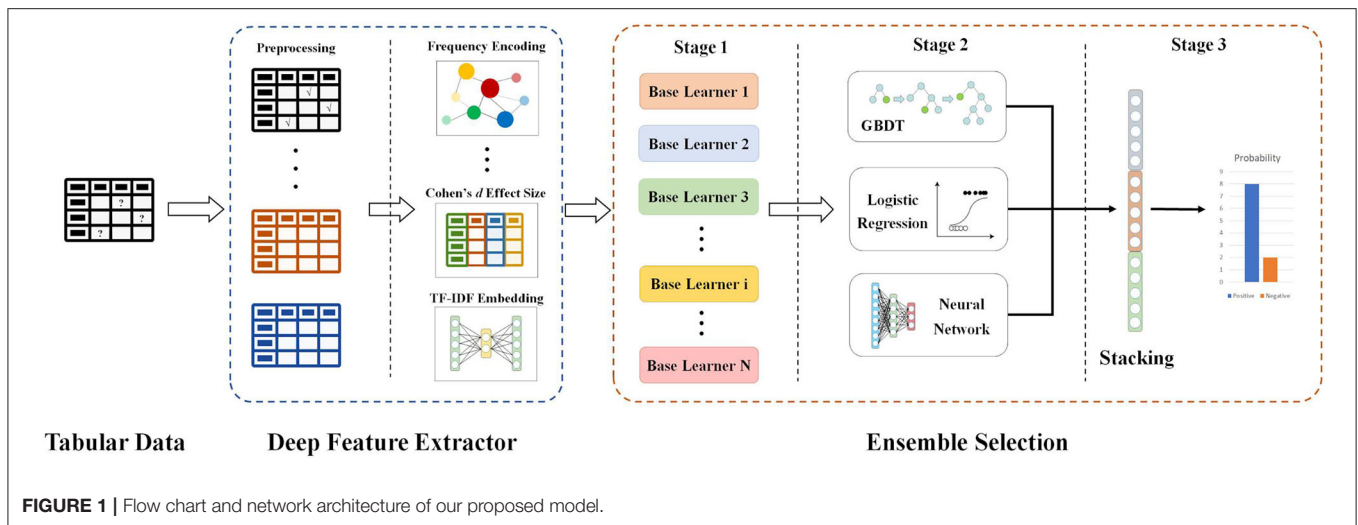 Preprocessing
√
√
√
Frequency Encoding
Cohen's d Effect Size
TF-IDF Embedding
?
?
?
Stage 1
Base Learner 1
Base Learner 2
Base Learner 3
Base Learner i
Base Learner N
Stage 2
GBDT
Logistic
Regression
Neural
Network
Stage 3
Stacking
Probability
9
8
7
6
5
4
3
2
1
0
Positive Negative
Tabular Data
Deep Feature Extractor
Ensemble Selection
FIGURE 1 | Flow chart and network architecture of our proposed model.